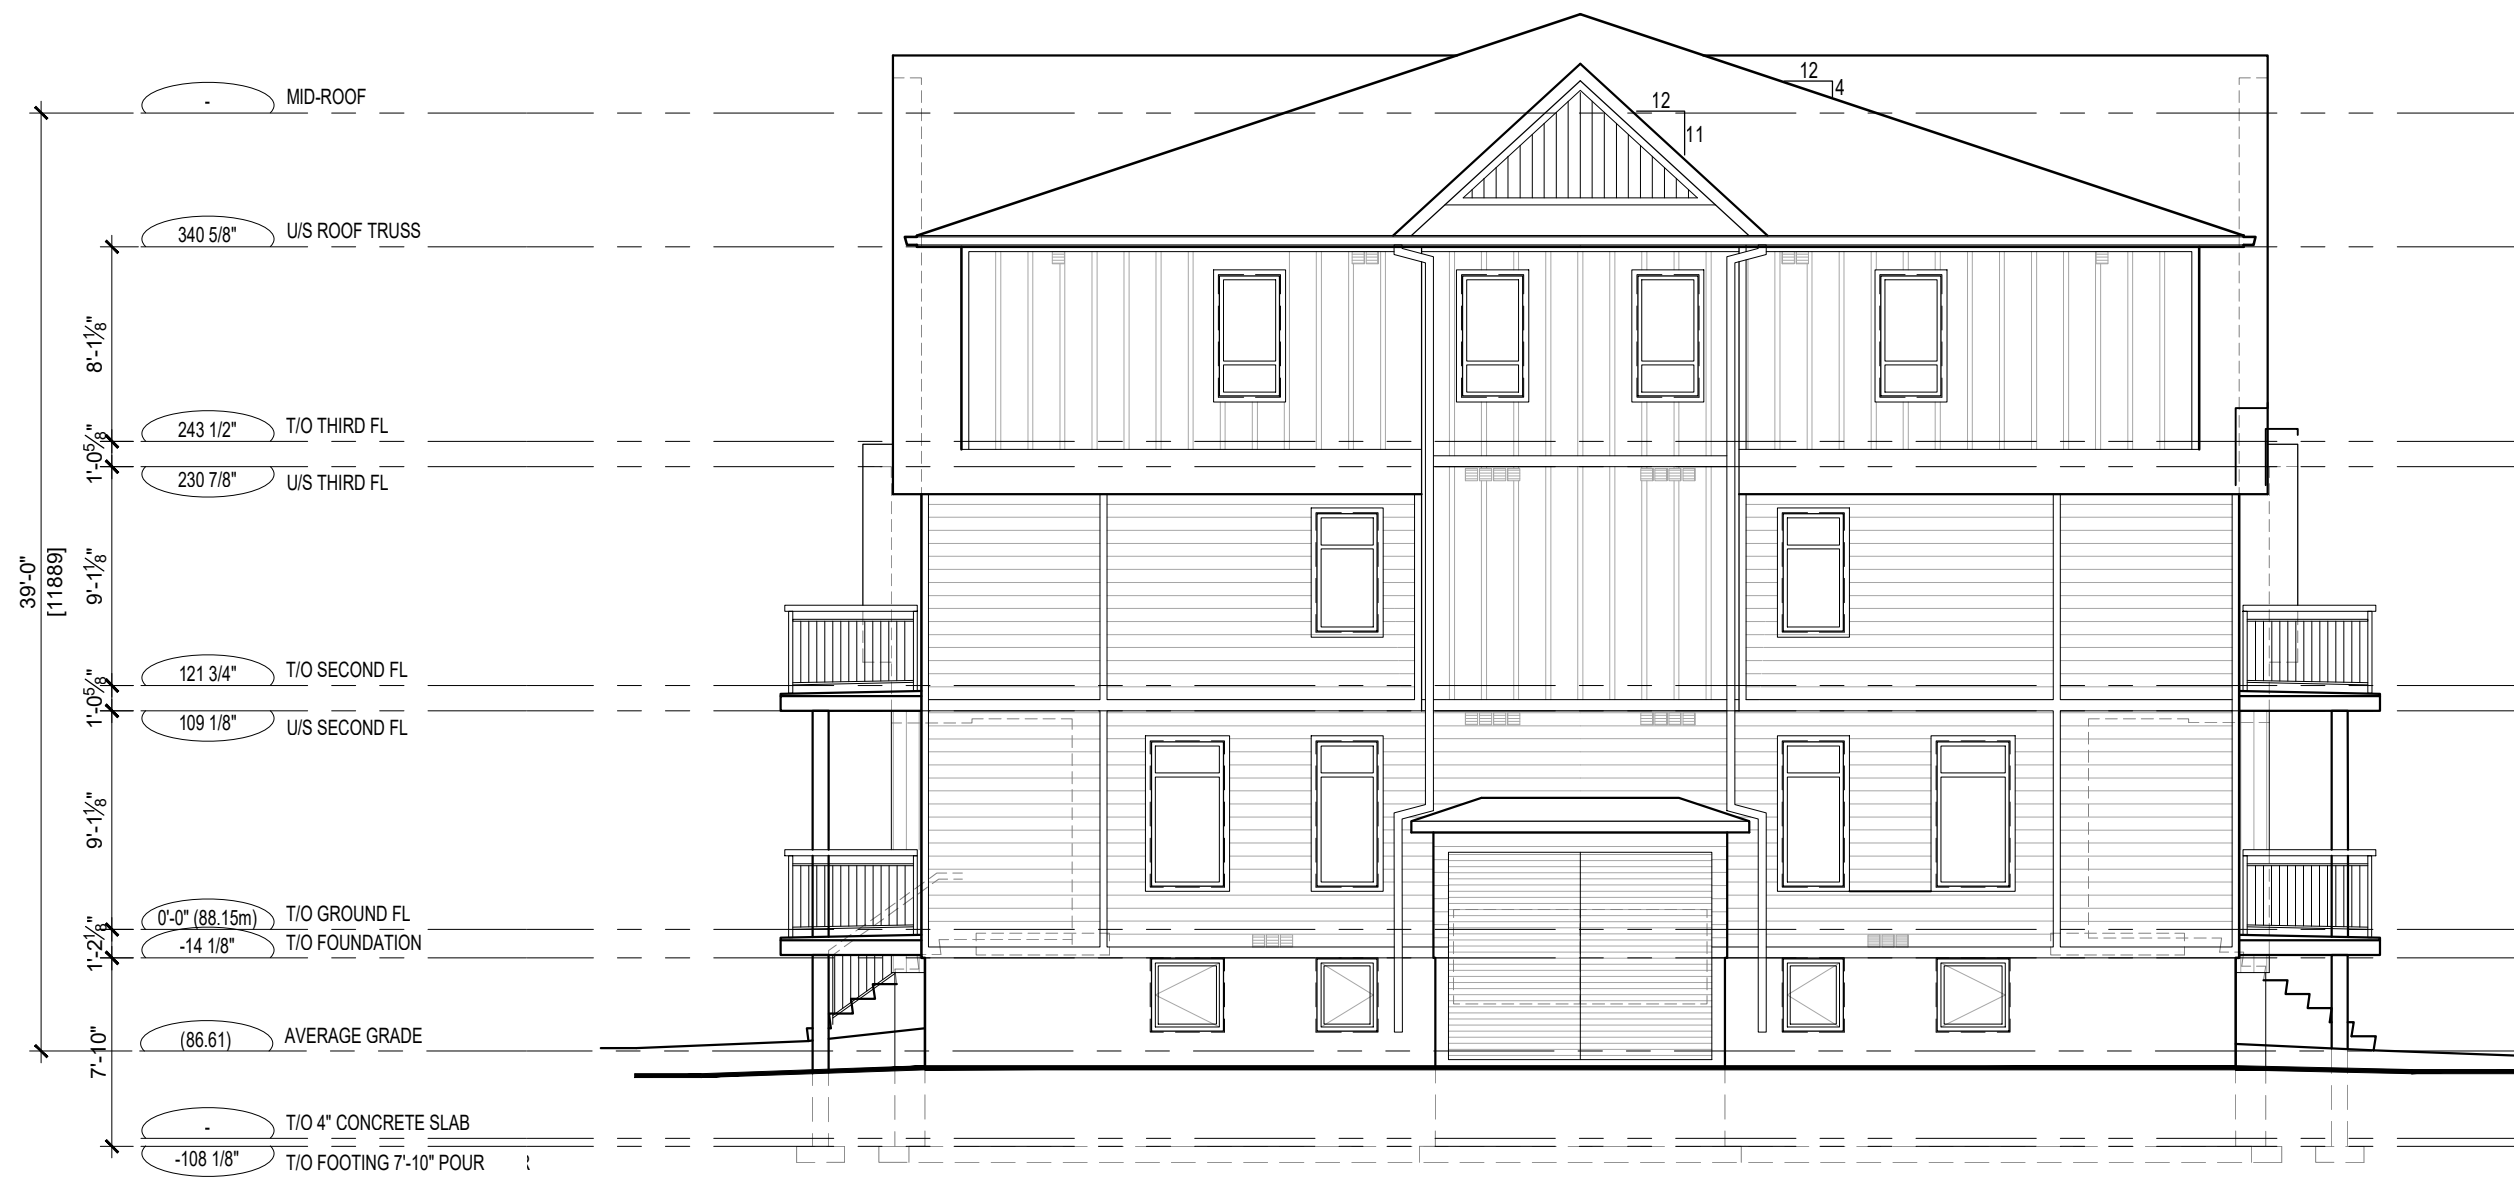 12
4
-
MID-ROOF
12
11
340 5/8"
U/S ROOF TRUSS
8'-1⅛"
243 1/2"
T/O THIRD FL
1'-0⅝"
230 7/8"
U/S THIRD FL
39'-0"
[11889]
9'-1⅛"
121 3/4"
T/O SECOND FL
1'-0⅝"
109 1/8"
U/S SECOND FL
9'-1⅛"
0'-0" (88.15m)
T/O GROUND FL
1'-2⅛"
-14 1/8"
T/O FOUNDATION
7'-10"
(86.61)
AVERAGE GRADE
-
T/O 4" CONCRETE SLAB
-108 1/8"
T/O FOOTING 7'-10" POUR